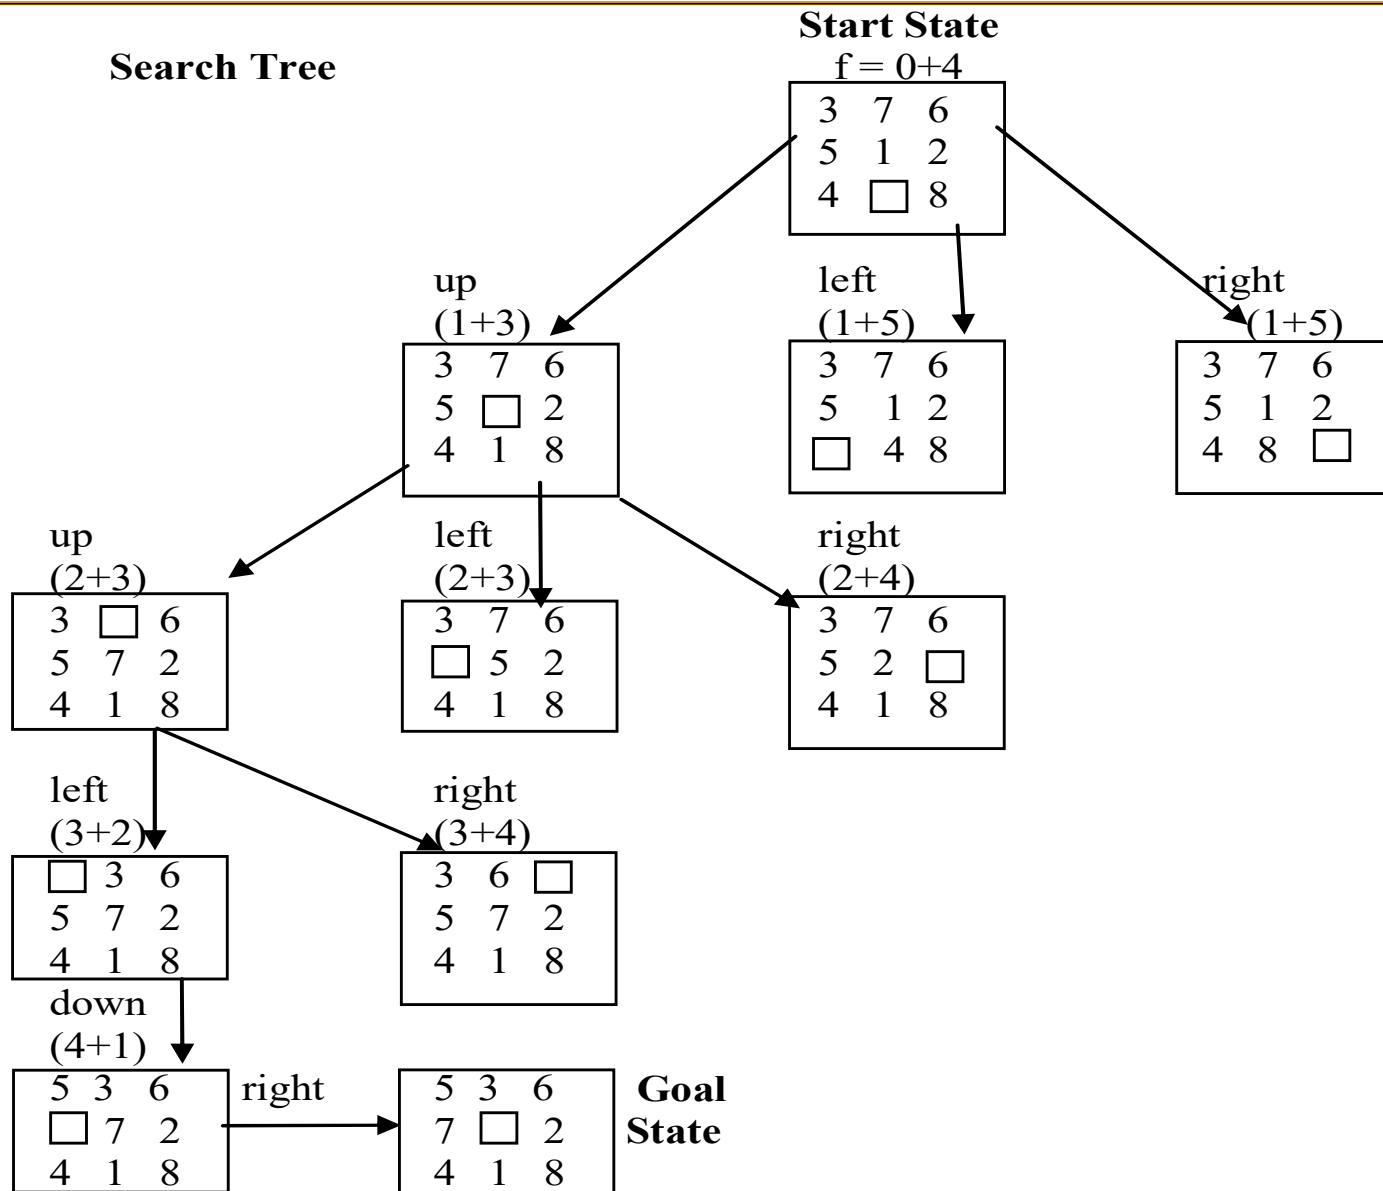 Start State
Search Tree
f = 0+4
3 7 6
5 1 2
4 8
up
(1+3)
3 7 6
5 2
4 1 8
left
(1+5)
3 7 6
5 1 2
4 8
right
(1+5)
3 7 6
5 1 2
4 8
up
(2+3)
3 6
5 7 2
4 1 8
left
(2+3)
3 7 6
5 2
4 1 8
right
(2+4)
3 7 6
5 2
4 1 8
left
(3+2)
3 6
5 7 2
4 1 8
right
(3+4)
3 6
5 7 2
4 1 8
down
(4+1)
5 3 6
7 2
4 1 8
right
5 3 6
7 2
4 1 8
Goal
State